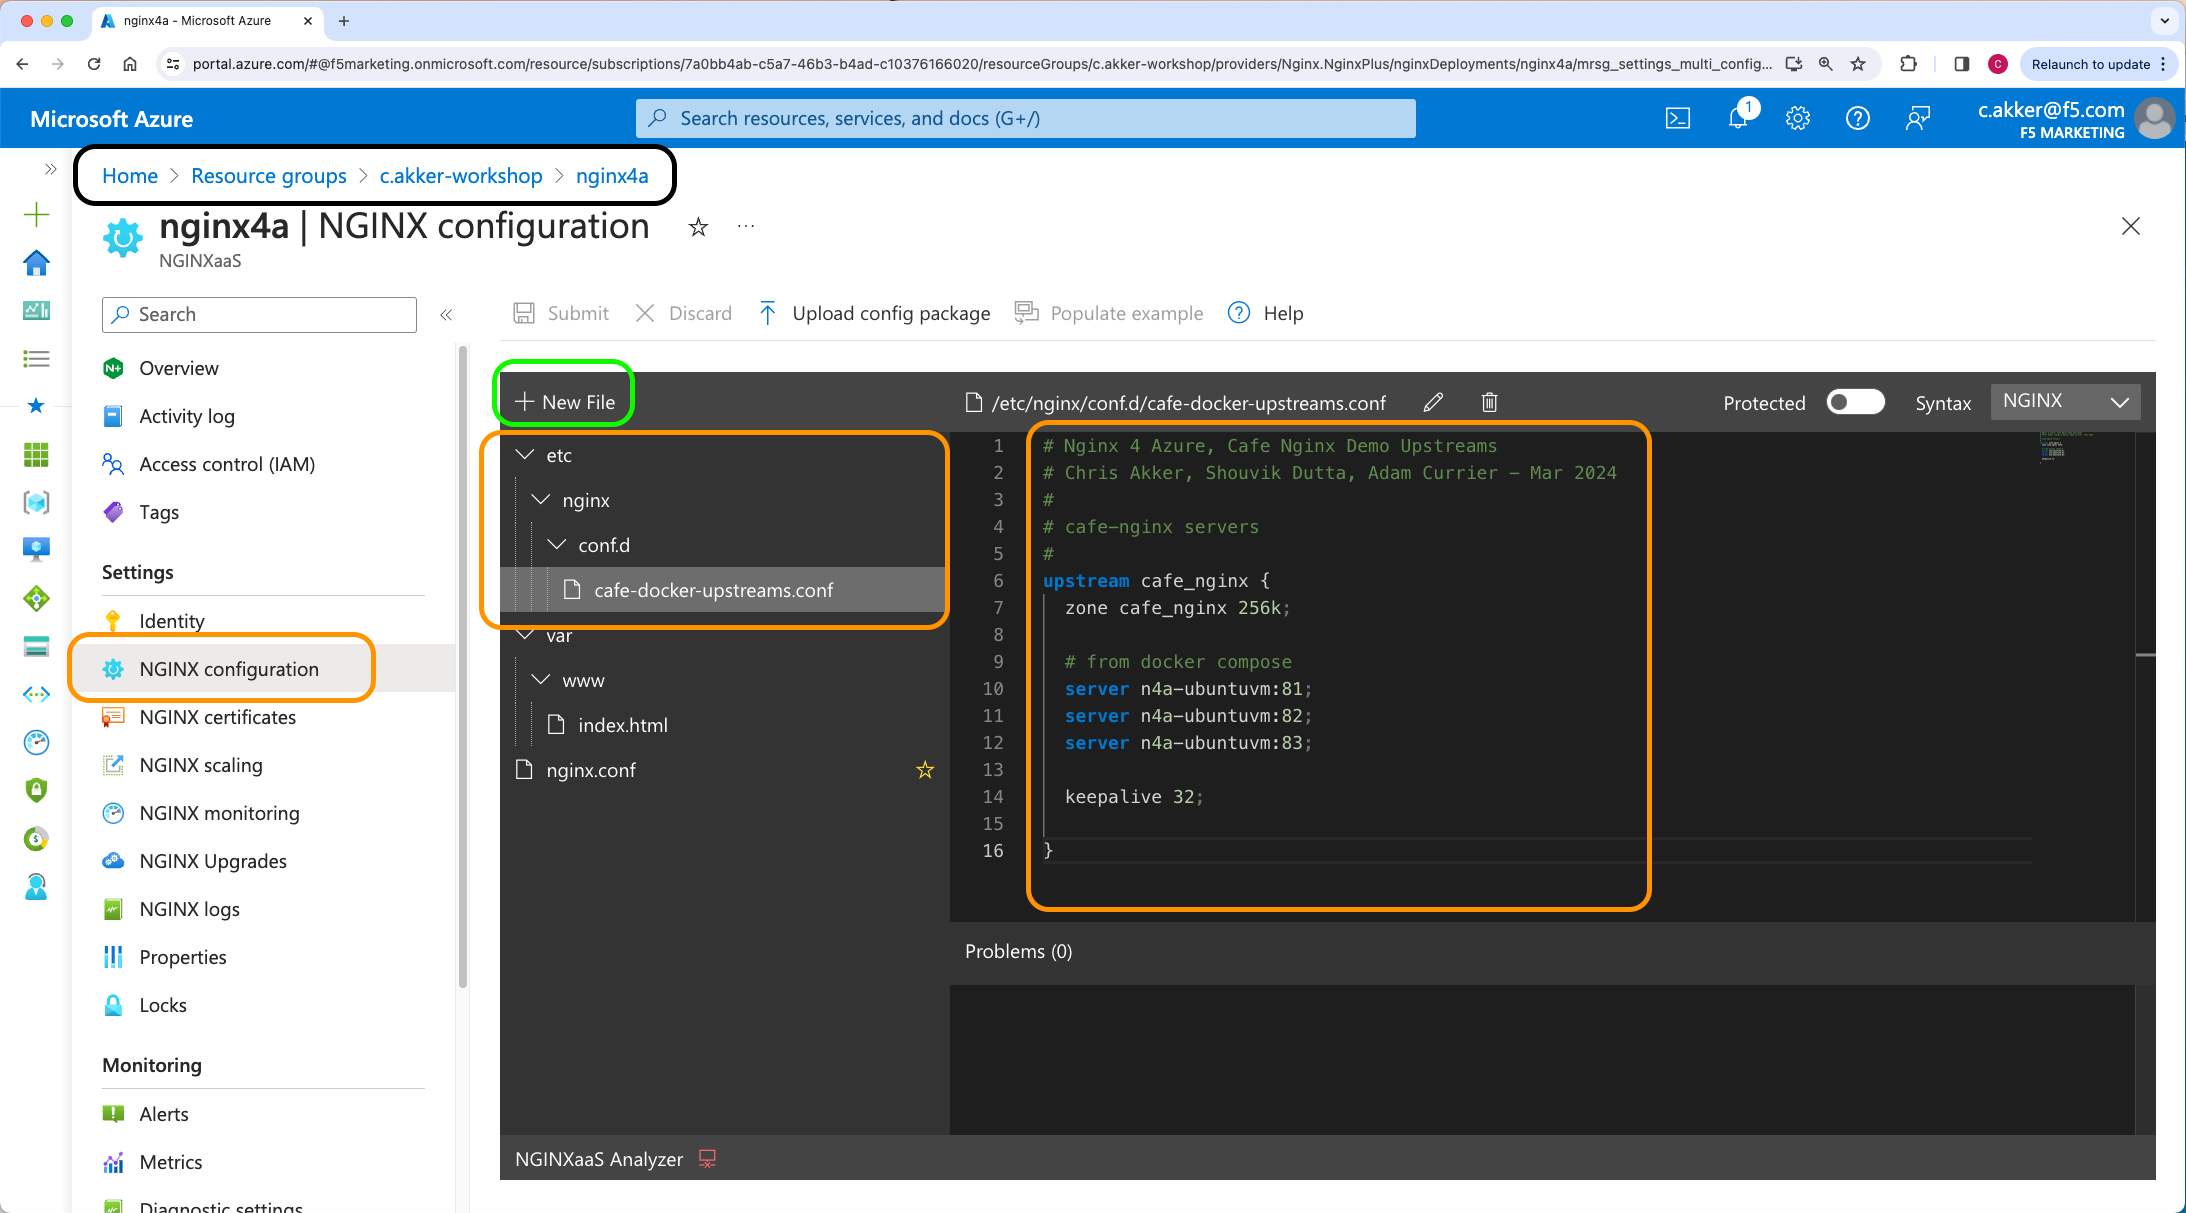 nginx4a - Microsoft Azure
portal.azure.com/#@f5marketing.onmicrosoft.com/resource/subscriptions/7a0bb4ab-c5a7-46b3-b4ad-c10376166020/resourceGroups/c.akker-workshop/providers/Nginx.NginxPlus/nginxDeployments/nginx4a/mrsg_settings_multi_config...
C
Relaunch to update
Microsoft Azure
Search resources, services, and docs (G+/)
1
c.akker@f5.com
F5 MARKETING
Home > Resource groups > c.akker-workshop > nginx4a
nginx4a | NGINX configuration
NGINXaaS
Search
Submit
Discard
Upload config package
Populate example
Help
Overview
Activity log
Access control (IAM)
Tags
Settings
Identity
NGINX configuration
NGINX certificates
NGINX scaling
NGINX monitoring
NGINX Upgrades
NGINX logs
Properties
Locks
Monitoring
Alerts
Metrics
Diagnostic settings
New File
etc
nginx
conf.d
cafe-docker-upstreams.conf
var
www
index.html
nginx.conf
/etc/nginx/conf.d/cafe-docker-upstreams.conf
Protected
Syntax
NGINX
1 # Nginx 4 Azure, Cafe Nginx Demo Upstreams
2 # Chris Akker, Shouvik Dutta, Adam Currier - Mar 2024
3 #
4 # cafe-nginx servers
5 #
6 upstream cafe_nginx {
7 zone cafe_nginx 256k;
8
9 # from docker compose
10 server n4a-ubuntuvm:81;
11 server n4a-ubuntuvm:82;
12 server n4a-ubuntuvm:83;
13
14 keepalive 32;
15
16 }
Problems (0)
NGINXaaS Analyzer